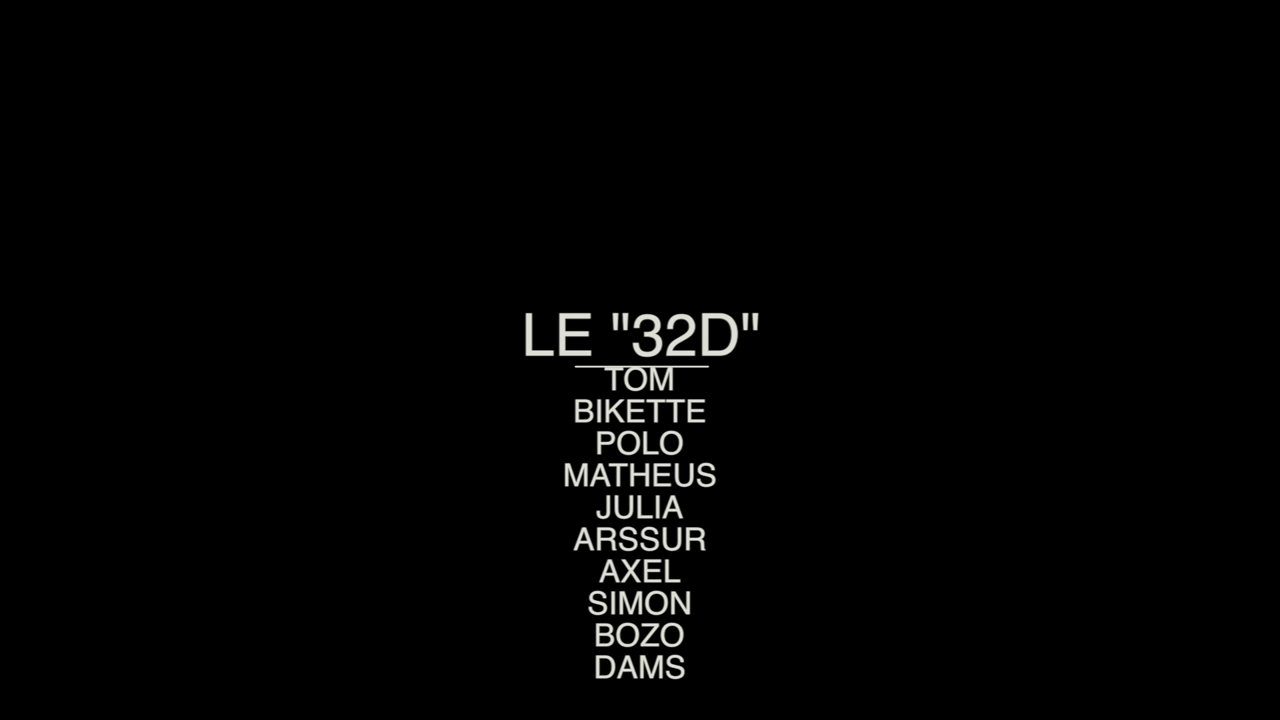 LE "32D"
TOM
BIKETTE
POLO
MATHEUS
JULIA
ARSSUR
AXEL
SIMON
BOZO
DAMS